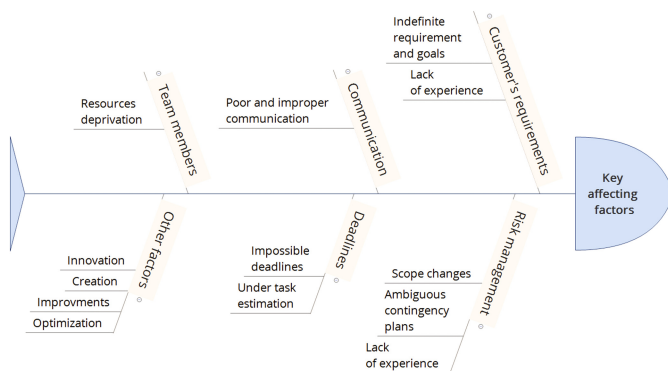 Indefinite
requirement
and goals
Lack
of experience
Customer's requirements
Poor and improper
communication
Communication
Resources
deprivation
Team members
Key
affecting
factors
Other factors
Innovation
Creation
Improvments
Optimization
Deadlines
Impossible
deadlines
Under task
estimation
Risk management
Scope changes
Ambiguous
contingency
plans
Lack
of experience